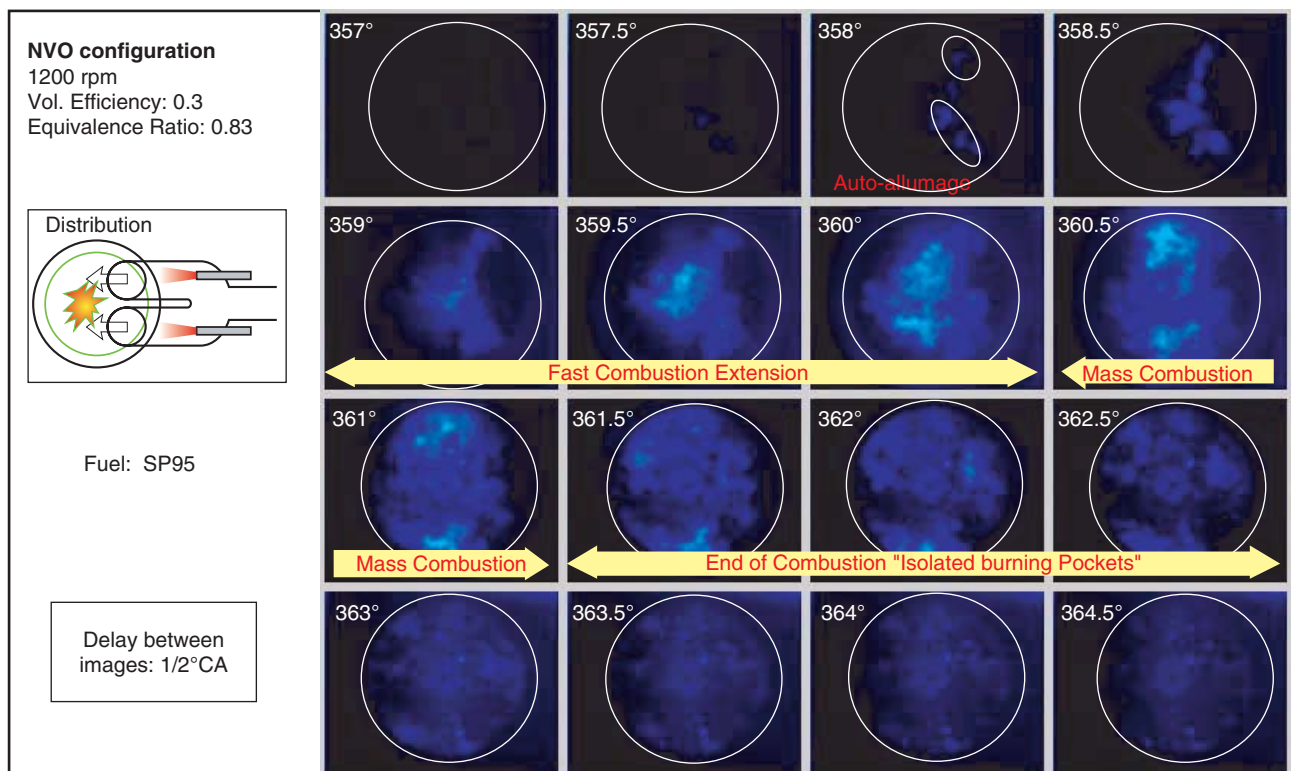 NVO configuration
1200 rpm
Vol. Efficiency: 0.3
Equivalence Ratio: 0.83
357°
357.5°
358°
358.5°
Auto-allumage
Distribution
359°
359.5°
360°
360.5°
Fast Combustion Extension
Mass Combustion
Fuel: SP95
361°
361.5°
362°
362.5°
Mass Combustion
End of Combustion "Isolated burning Pockets"
Delay between
images: 1/2°CA
363°
363.5°
364°
364.5°